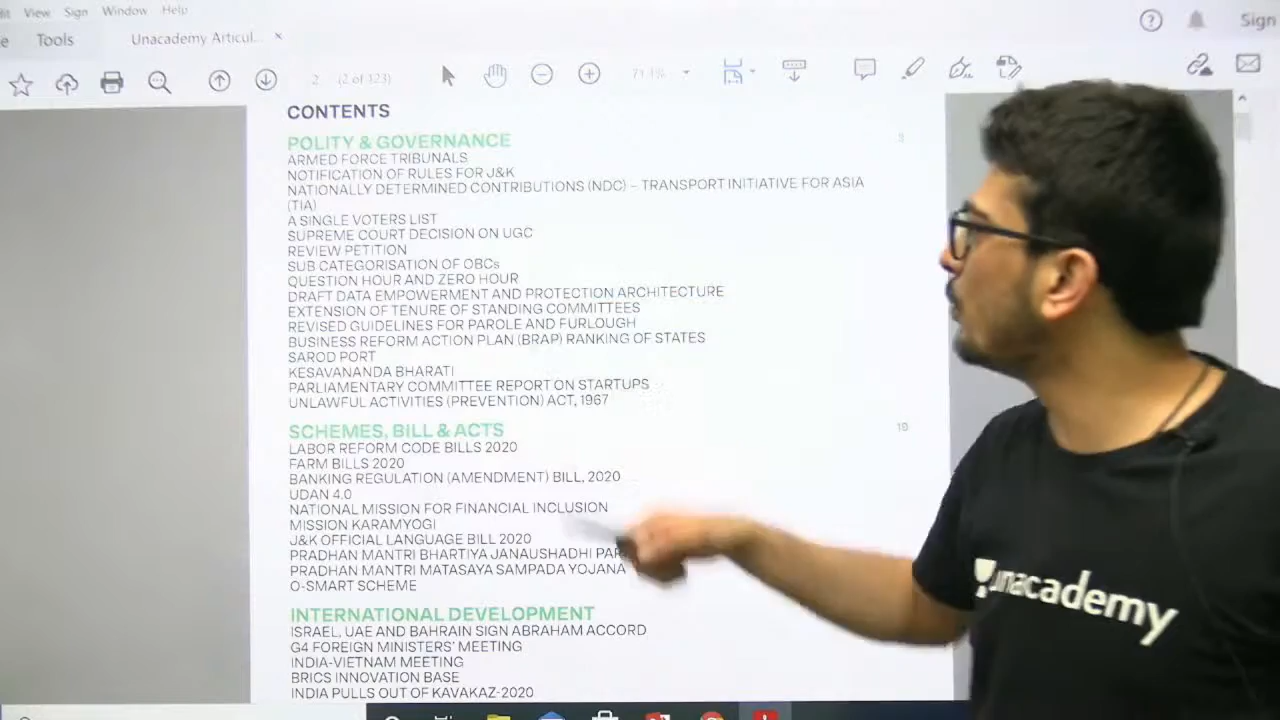 View Sign Window Help
Tools Unacademy Articul... × Sign
2 (2 of 123) 71.1%
CONTENTS
POLITY & GOVERNANCE 3
ARMED FORCE TRIBUNALS
NOTIFICATION OF RULES FOR J&K
NATIONALLY DETERMINED CONTRIBUTIONS (NDC) – TRANSPORT INITIATIVE FOR ASIA
(TIA)
A SINGLE VOTERS LIST
SUPREME COURT DECISION ON UGC
REVIEW PETITION
SUB CATEGORISATION OF OBCs
QUESTION HOUR AND ZERO HOUR
DRAFT DATA EMPOWERMENT AND PROTECTION ARCHITECTURE
EXTENSION OF TENURE OF STANDING COMMITTEES
REVISED GUIDELINES FOR PAROLE AND FURLOUGH
BUSINESS REFORM ACTION PLAN (BRAP) RANKING OF STATES
SAROD PORT
KESAVANANDA BHARATI
PARLIAMENTARY COMMITTEE REPORT ON STARTUPS
UNLAWFUL ACTIVITIES (PREVENTION) ACT, 1967
SCHEMES, BILL & ACTS 19
LABOR REFORM CODE BILLS 2020
FARM BILLS 2020
BANKING REGULATION (AMENDMENT) BILL, 2020
UDAN 4.0
NATIONAL MISSION FOR FINANCIAL INCLUSION
MISSION KARAMYOGI
J&K OFFICIAL LANGUAGE BILL 2020
PRADHAN MANTRI BHARTIYA JANAUSHADHI
PRADHAN MANTRI MATASAYA SAMPADA YOJANA
O-SMART SCHEME
INTERNATIONAL DEVELOPMENT
ISRAEL, UAE AND BAHRAIN SIGN ABRAHAM ACCORD
G4 FOREIGN MINISTERS' MEETING
INDIA-VIETNAM MEETING
BRICS INNOVATION BASE
INDIA PULLS OUT OF KAVAKAZ-2020
unacademy